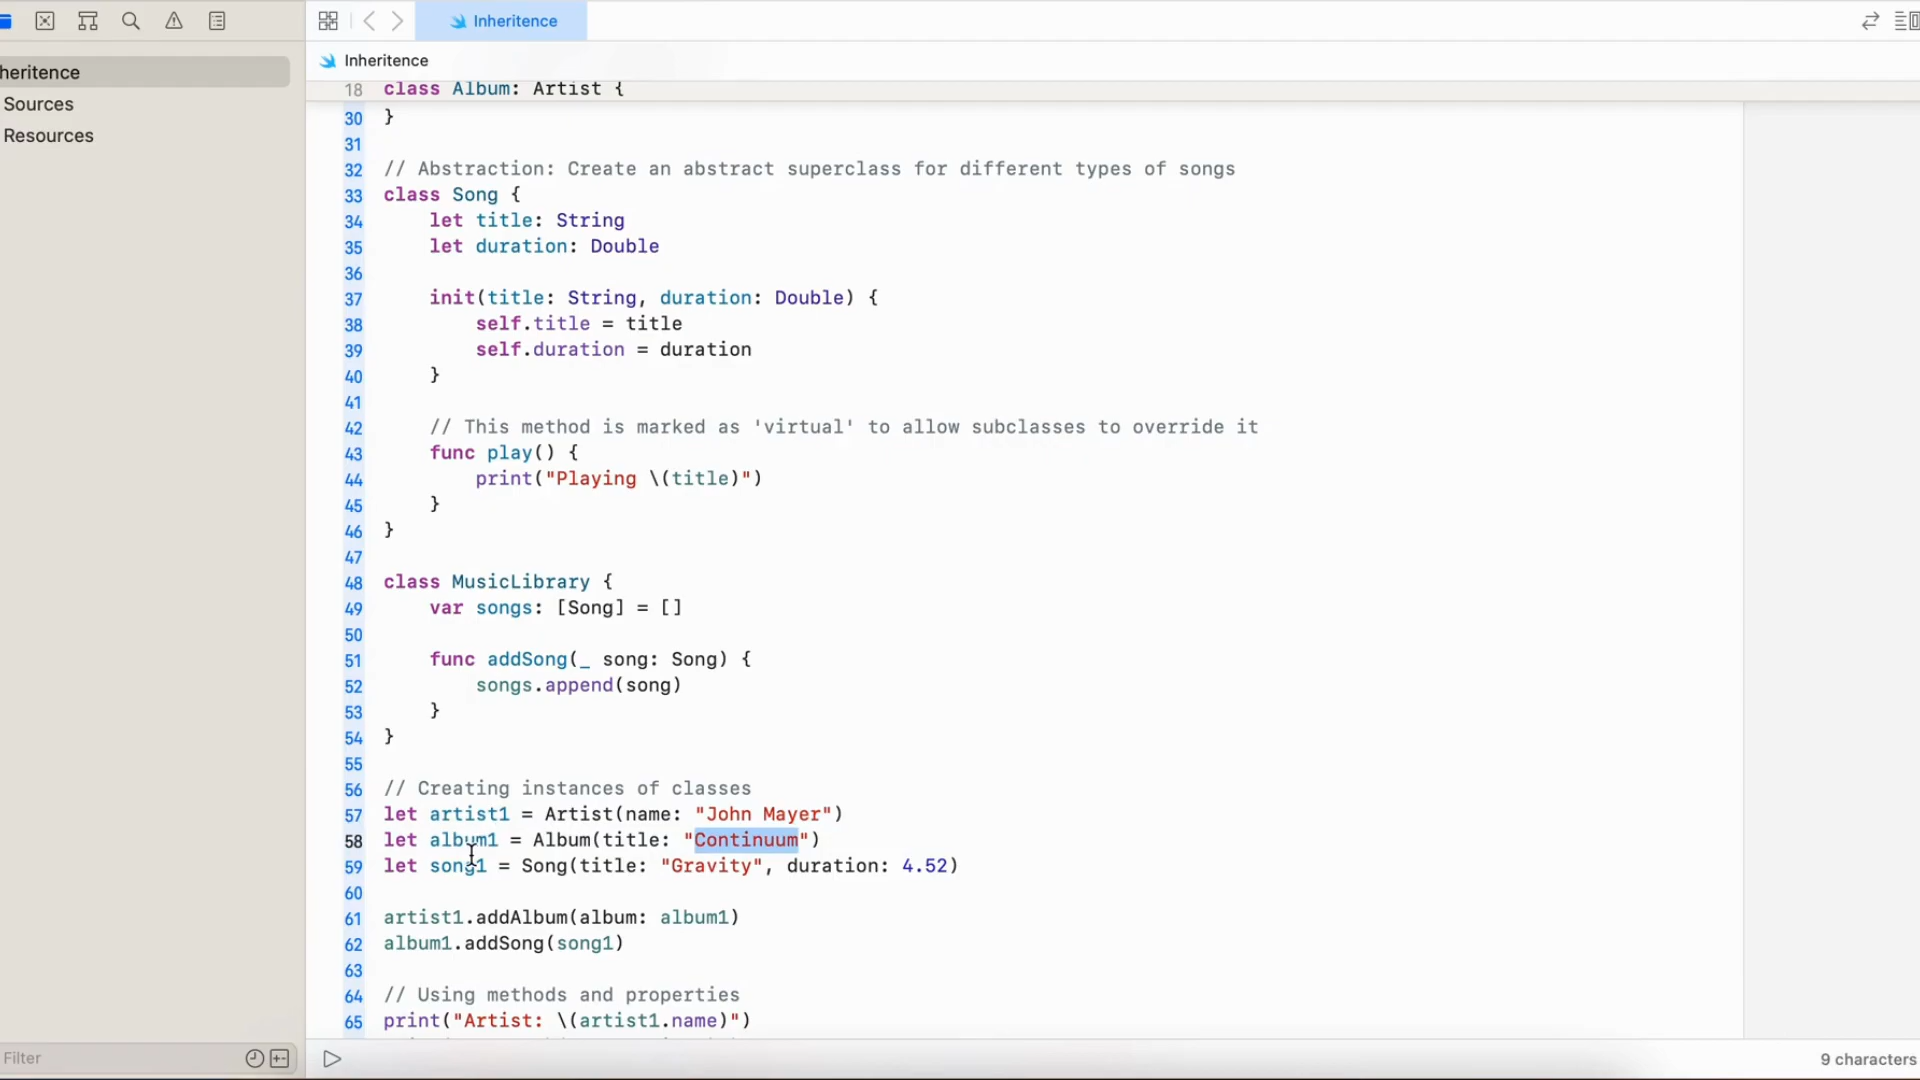 Inheritence
heritence
Sources
Resources
Inheritence
18 class Album: Artist {
30 }
31
32 // Abstraction: Create an abstract superclass for different types of songs
33 class Song {
34 let title: String
35 let duration: Double
36
37 init(title: String, duration: Double) {
38 self.title = title
39 self.duration = duration
40 }
41
42 // This method is marked as 'virtual' to allow subclasses to override it
43 func play() {
44 print("Playing \(title)")
45 }
46 }
47
48 class MusicLibrary {
49 var songs: [Song] = []
50
51 func addSong(_ song: Song) {
52 songs.append(song)
53 }
54 }
55
56 // Creating instances of classes
57 let artist1 = Artist(name: "John Mayer")
58 let album1 = Album(title: "Continuum")
59 let song1 = Song(title: "Gravity", duration: 4.52)
60
61 artist1.addAlbum(album: album1)
62 album1.addSong(song1)
63
64 // Using methods and properties
65 print("Artist: \(artist1.name)")
Filter
9 characters